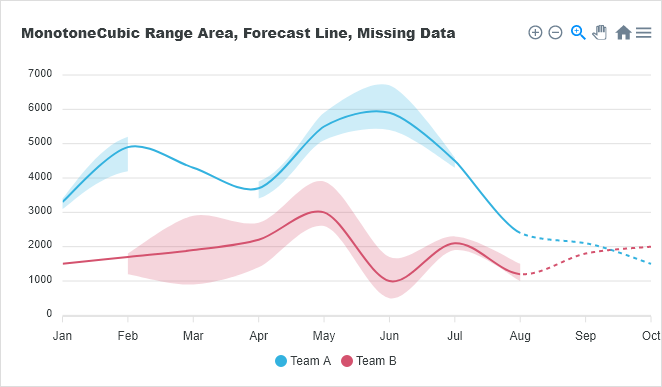 MonotoneCubic Range Area, Forecast Line, Missing Data
7000
6000
5000
4000
3000
2000
1000
0
Jan Feb Mar Apr May Jun Jul Aug Sep Oct
Team A Team B